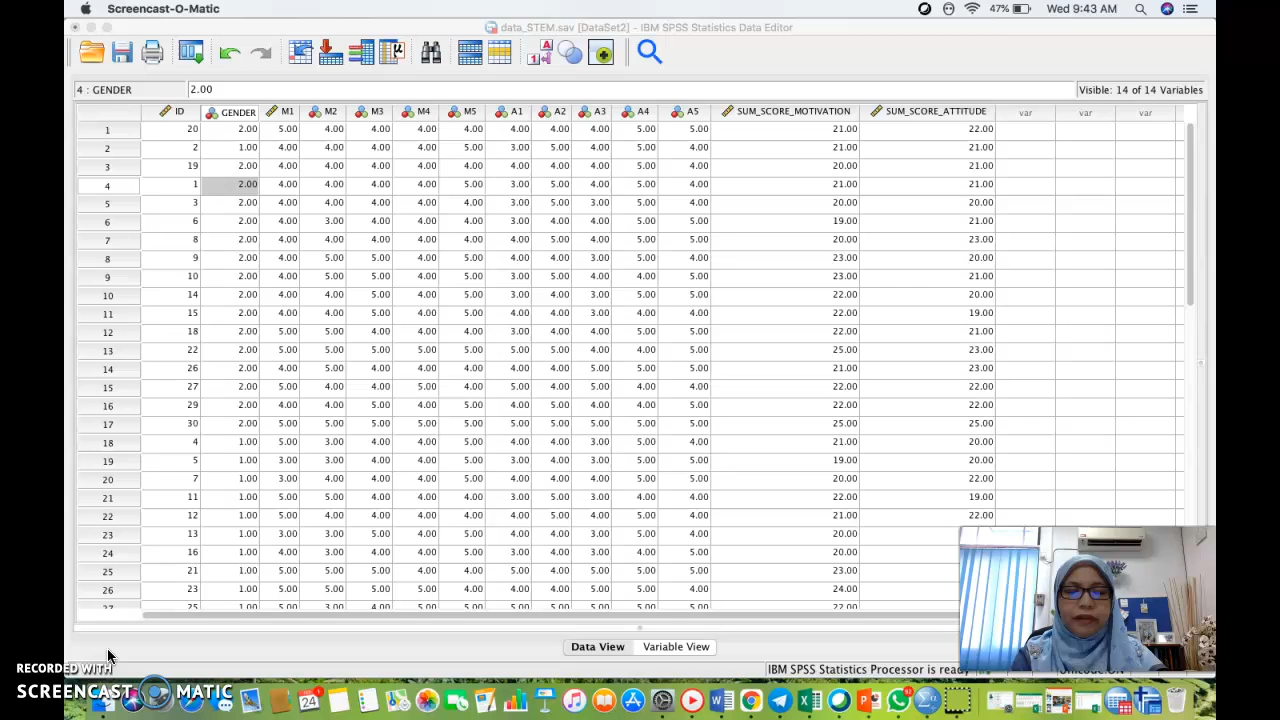 Screencast-O-Matic 47% Wed 9:43 AM
data_STEM.sav [DataSet2] - IBM SPSS Statistics Data Editor
4 : GENDER 2.00 Visible: 14 of 14 Variables
ID GENDER M1 M2 M3 M4 M5 A1 A2 A3 A4 A5 SUM_SCORE_MOTIVATION SUM_SCORE_ATTITUDE var var var
1 20 2.00 5.00 4.00 4.00 4.00 4.00 4.00 4.00 4.00 5.00 5.00 21.00 22.00
2 2 1.00 4.00 4.00 4.00 4.00 5.00 3.00 5.00 4.00 5.00 4.00 21.00 21.00
3 19 2.00 4.00 4.00 4.00 4.00 4.00 4.00 4.00 4.00 5.00 4.00 20.00 21.00
4 1 2.00 4.00 4.00 4.00 4.00 5.00 3.00 5.00 4.00 5.00 4.00 21.00 21.00
5 3 2.00 4.00 4.00 4.00 4.00 4.00 3.00 5.00 3.00 5.00 4.00 20.00 20.00
6 6 2.00 4.00 3.00 4.00 4.00 4.00 3.00 4.00 4.00 5.00 5.00 19.00 21.00
7 8 2.00 4.00 4.00 4.00 4.00 4.00 4.00 5.00 4.00 5.00 5.00 20.00 23.00
8 9 2.00 4.00 5.00 5.00 4.00 5.00 4.00 5.00 3.00 4.00 4.00 23.00 20.00
9 10 2.00 4.00 5.00 4.00 5.00 5.00 3.00 5.00 4.00 4.00 5.00 23.00 21.00
10 14 2.00 4.00 4.00 5.00 4.00 5.00 3.00 4.00 3.00 5.00 5.00 22.00 20.00
11 15 2.00 4.00 4.00 5.00 4.00 5.00 4.00 4.00 3.00 4.00 4.00 22.00 19.00
12 18 2.00 5.00 5.00 4.00 4.00 4.00 3.00 4.00 4.00 5.00 5.00 22.00 21.00
13 22 2.00 5.00 5.00 5.00 5.00 5.00 5.00 5.00 4.00 4.00 5.00 25.00 23.00
14 26 2.00 4.00 5.00 4.00 4.00 4.00 4.00 5.00 4.00 5.00 5.00 21.00 23.00
15 27 2.00 5.00 4.00 4.00 5.00 4.00 5.00 4.00 5.00 4.00 4.00 22.00 22.00
16 29 2.00 4.00 4.00 5.00 4.00 5.00 4.00 5.00 4.00 4.00 5.00 22.00 22.00
17 30 2.00 5.00 5.00 5.00 5.00 5.00 5.00 5.00 5.00 5.00 5.00 25.00 25.00
18 4 1.00 5.00 3.00 4.00 4.00 5.00 4.00 4.00 3.00 5.00 4.00 21.00 20.00
19 5 1.00 3.00 3.00 4.00 4.00 5.00 3.00 4.00 3.00 5.00 5.00 19.00 20.00
20 7 1.00 3.00 4.00 4.00 4.00 5.00 4.00 4.00 4.00 5.00 5.00 20.00 22.00
21 11 1.00 5.00 5.00 4.00 4.00 4.00 3.00 5.00 3.00 4.00 4.00 22.00 19.00
22 12 1.00 5.00 4.00 4.00 4.00 4.00 4.00 5.00 4.00 5.00 4.00 21.00 22.00
23 13 1.00 3.00 3.00 5.00 4.00 5.00 4.00 4.00 3.00 5.00 4.00 20.00
24 16 1.00 4.00 3.00 4.00 4.00 5.00 3.00 4.00 3.00 5.00 4.00 20.00
25 21 1.00 5.00 5.00 4.00 4.00 5.00 4.00 4.00 5.00 5.00 5.00 23.00
26 23 1.00 5.00 5.00 5.00 4.00 5.00 4.00 4.00 5.00 5.00 4.00 24.00
27 25 1.00 5.00 3.00 4.00 5.00 5.00 5.00 5.00 5.00 5.00 5.00 22.00
Data View Variable View
IBM SPSS Statistics Processor is ready
RECORDED WITH
SCREENCAST MATIC
24